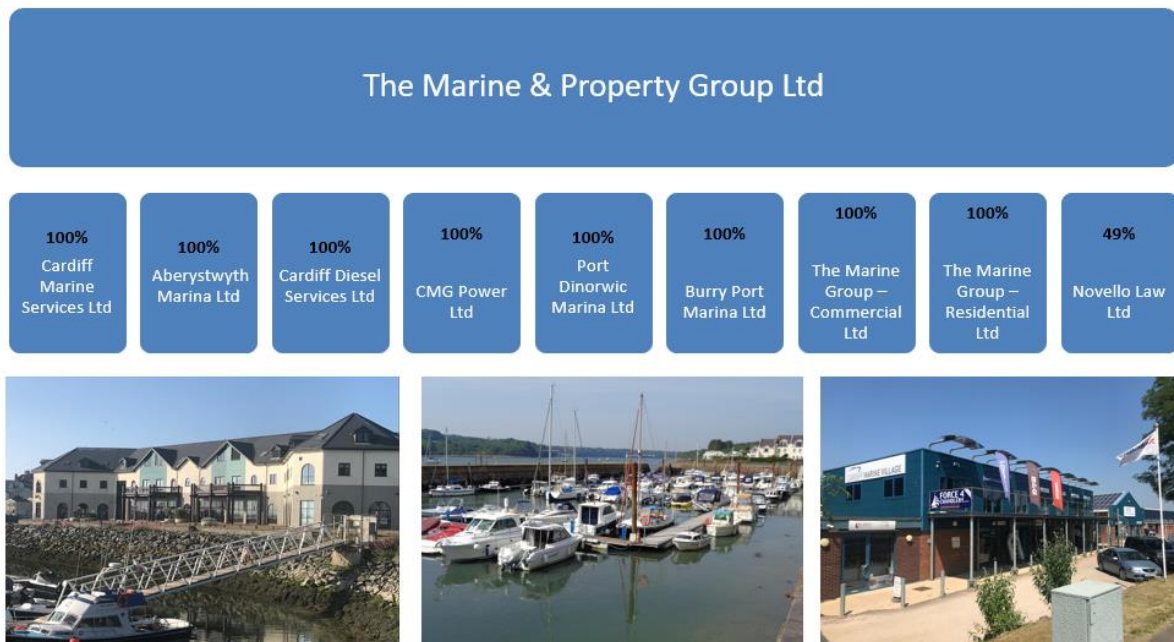 The Marine & Property Group Ltd
100%
Cardiff
Marine
Services Ltd
100%
Aberystwyth
Marina Ltd
100%
Cardiff Diesel
Services Ltd
100%
CMG Power
Ltd
100%
Port
Dinorwic
Marina Ltd
100%
Burry Port
Marina Ltd
100%
The Marine
Group –
Commercial
Ltd
100%
The Marine
Group –
Residential
Ltd
49%
Novello Law
Ltd
MARINE VILLAGE
FORCE 4
CHANDLERY